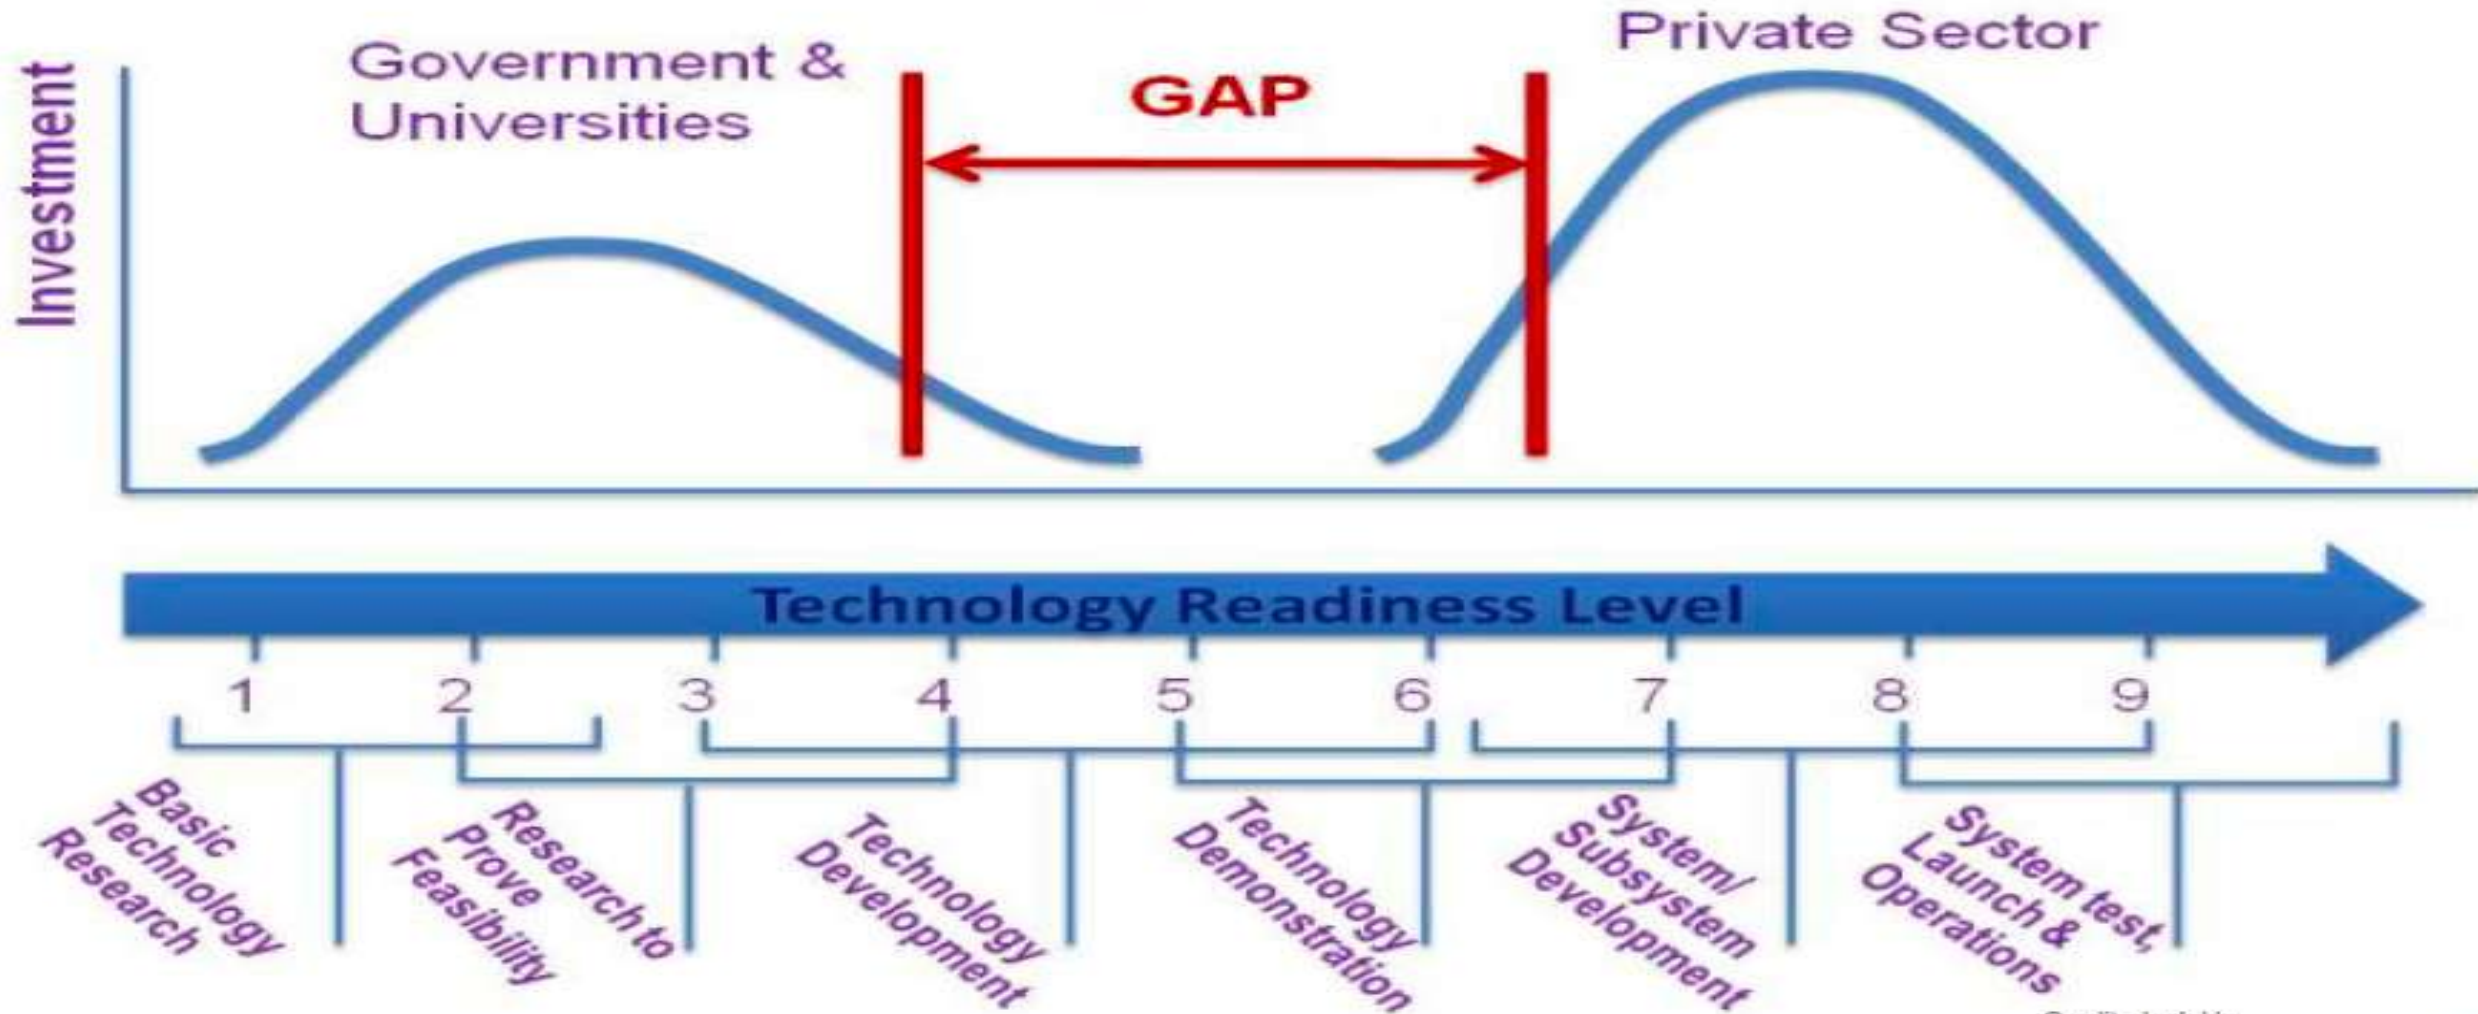 Government &
Universities
GAP
Private Sector
Investment
Technology Readiness Level
1 2 3 4 5 6 7 8 9
Basic
Technology
Research
Research to
Prove
Feasibility
Technology
Development
Technology
Demonstration
System/
Subsystem
Development
System test,
Launch &
Operations